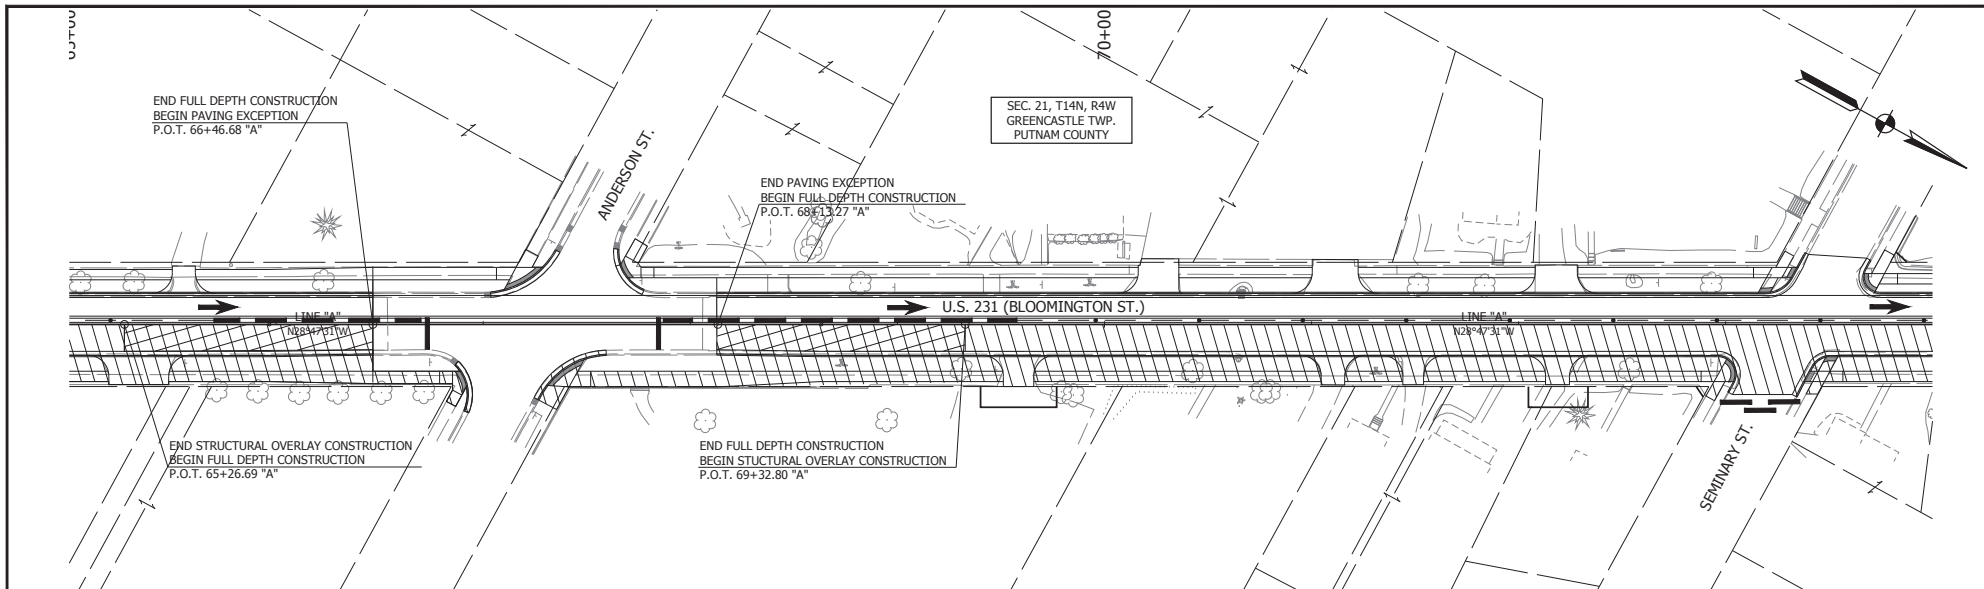 70+00
END FULL DEPTH CONSTRUCTION
BEGIN PAVING EXCEPTION
P.O.T. 66+46.68 "A"
SEC. 21, T14N, R4W
GREENCASTLE TWP.
PUTNAM COUNTY
ANDERSON ST.
END PAVING EXCEPTION
BEGIN FULL DEPTH CONSTRUCTION
P.O.T. 68+13.27 "A"
U.S. 231 (BLOOMINGTON ST.)
LINE "A"
N28°47'31"W
LINE "A"
N28°47'31"W
END STRUCTURAL OVERLAY CONSTRUCTION
BEGIN FULL DEPTH CONSTRUCTION
P.O.T. 65+26.69 "A"
END FULL DEPTH CONSTRUCTION
BEGIN STUCTURAL OVERLAY CONSTRUCTION
P.O.T. 69+32.80 "A"
SEMINARY ST.